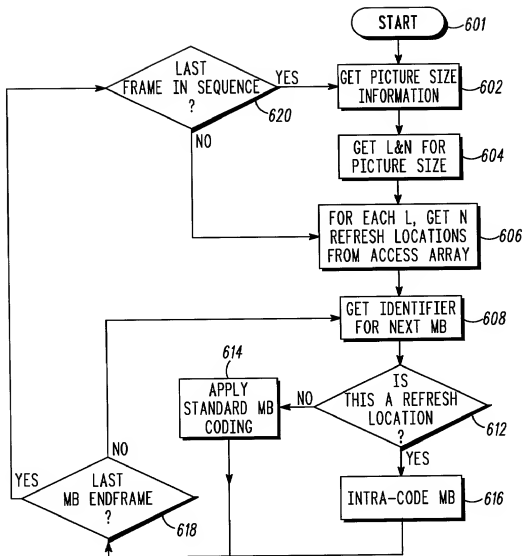 START
601
LAST
FRAME IN SEQUENCE
?
620
YES
NO
GET PICTURE SIZE
INFORMATION
602
GET L&N FOR
PICTURE SIZE
604
FOR EACH L, GET N
REFRESH LOCATIONS
FROM ACCESS ARRAY
606
GET IDENTIFIER
FOR NEXT MB
608
614
APPLY
STANDARD MB
CODING
NO
IS
THIS A REFRESH
LOCATION
?
612
YES
NO
YES
LAST
MB ENDFRAME
?
618
INTRA-CODE MB
616